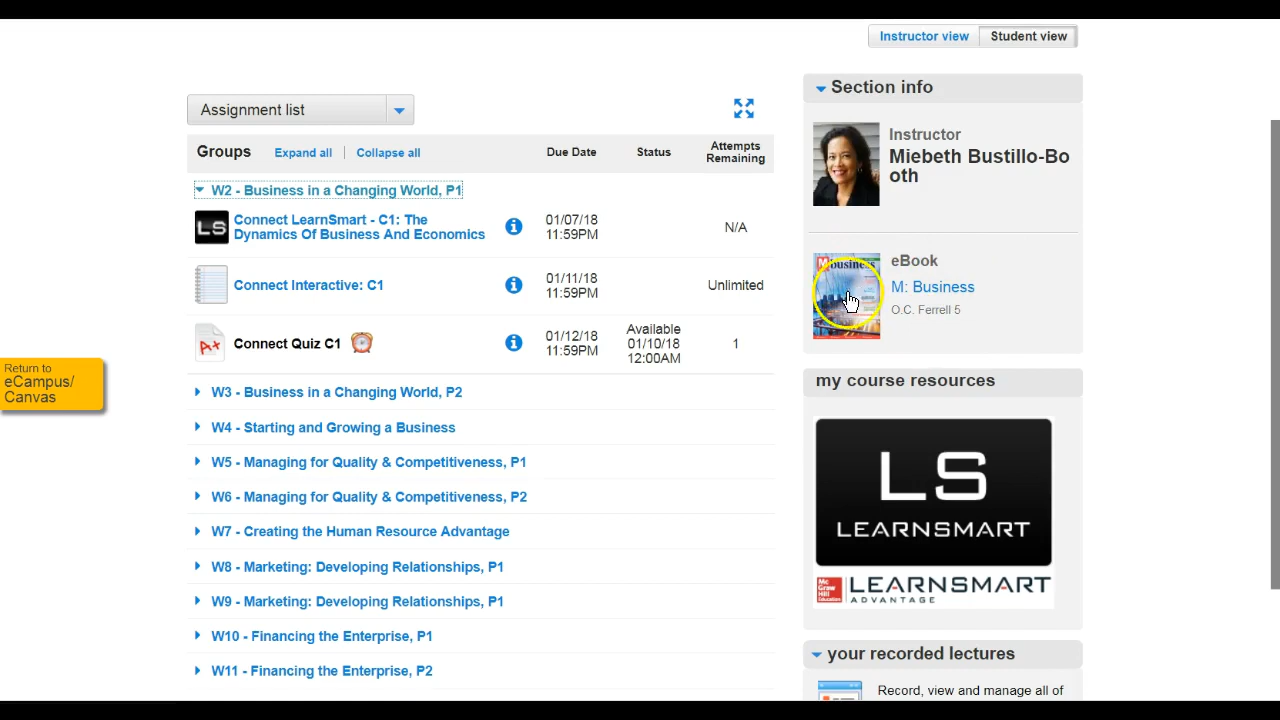 Instructor view Student view
Section info
Assignment list
Groups Expand all Collapse all Due Date Status Attempts Remaining
Instructor
Miebeth Bustillo-Bo
oth
W2 - Business in a Changing World, P1
LS Connect LearnSmart - C1: The
Dynamics Of Business And Economics
01/07/18
11:59PM
N/A
Connect Interactive: C1
01/11/18
11:59PM
Unlimited
A+ Connect Quiz C1
01/12/18
11:59PM
Available
01/10/18
12:00AM
1
M business
eBook
M: Business
O.C. Ferrell 5
Return to
eCampus/
Canvas
W3 - Business in a Changing World, P2
W4 - Starting and Growing a Business
W5 - Managing for Quality & Competitiveness, P1
W6 - Managing for Quality & Competitiveness, P2
W7 - Creating the Human Resource Advantage
W8 - Marketing: Developing Relationships, P1
W9 - Marketing: Developing Relationships, P1
W10 - Financing the Enterprise, P1
W11 - Financing the Enterprise, P2
my course resources
LS
LEARNSMART
Mc
Graw
Hill
Education
LEARNSMART
ADVANTAGE
your recorded lectures
Record, view and manage all of